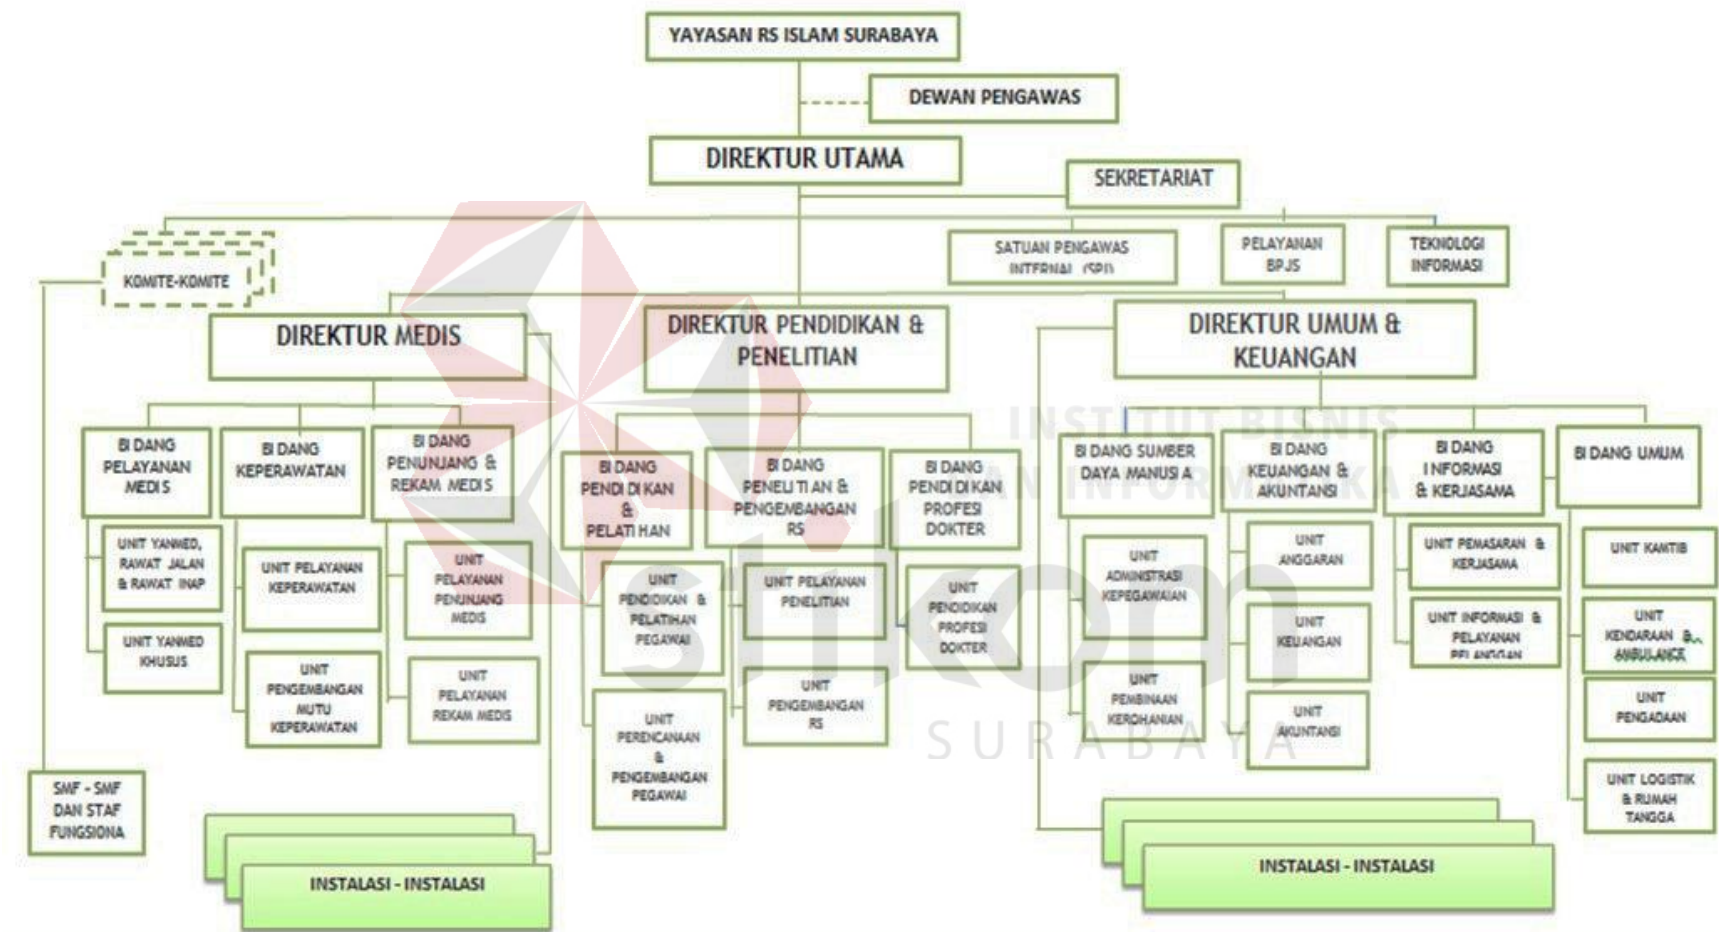 YAYASAN RS ISLAM SURABAYA
DEWAN PENGAWAS
DIREKTUR UTAMA
SEKRETARIAT
KOMITE-KOMITE
SATUAN PENGAWAS
INTERNAL (SPI)
PELAYANAN
BPJS
TEKNOLOGI
INFORMASI
DIREKTUR MEDIS
DIREKTUR PENDIDIKAN &
PENELITIAN
DIREKTUR UMUM &
KEUANGAN
BIDANG
PELAYANAN
MEDIS
BIDANG
KEPERAWATAN
BIDANG
PENUNJANG &
REKAM MEDIS
BIDANG
PENDIDIKAN
&
PELATIHAN
BIDANG
PENELITIAN &
PENGEMBANGAN
RS
BIDANG
PENDIDIKAN
PROFESI
DOKTER
BIDANG SUMBER
DAYA MANUSIA
BIDANG
KEUANGAN &
AKUNTANSI
BIDANG
INFORMASI
& KERJASAMA
BIDANG UMUM
UNIT YANMED,
RAWAT JALAN
& RAWAT INAP
UNIT YANMED
KHUSUS
UNIT PELAYANAN
KEPERAWATAN
UNIT
PENGEMBANGAN
MUTU
KEPERAWATAN
UNIT
PELAYANAN
PENUNJANG
MEDIS
UNIT
PELAYANAN
REKAM MEDIS
UNIT
PENDIDIKAN &
PELATIHAN
PEGAWAI
UNIT
PERENCANAAN
&
PENGEMBANGAN
PEGAWAI
UNIT PELAYANAN
PENELITIAN
UNIT
PENGEMBANGAN
RS
UNIT
PENDIDIKAN
PROFESI
DOKTER
UNIT
ADMINISTRASI
KEPEGAWAIAN
UNIT
PEMBINAAN
KEROHANIAN
UNIT
ANGGARAN
UNIT
KEUANGAN
UNIT
AKUNTANSI
UNIT PEMASARAN &
KERJASAMA
UNIT INFORMASI &
PELAYANAN
PELANGGAN
UNIT KAMTIB
UNIT
KENDARAAN &
AMBULANCE
UNIT
PENGADAAN
UNIT LOGISTIK
& RUMAH
TANGGA
SMF - SMF
DAN STAF
FUNGSIONA
INSTALASI - INSTALASI
INSTALASI - INSTALASI
INSTITUT BISNIS
DAN INFORMATIKA
stikom
SURABAYA